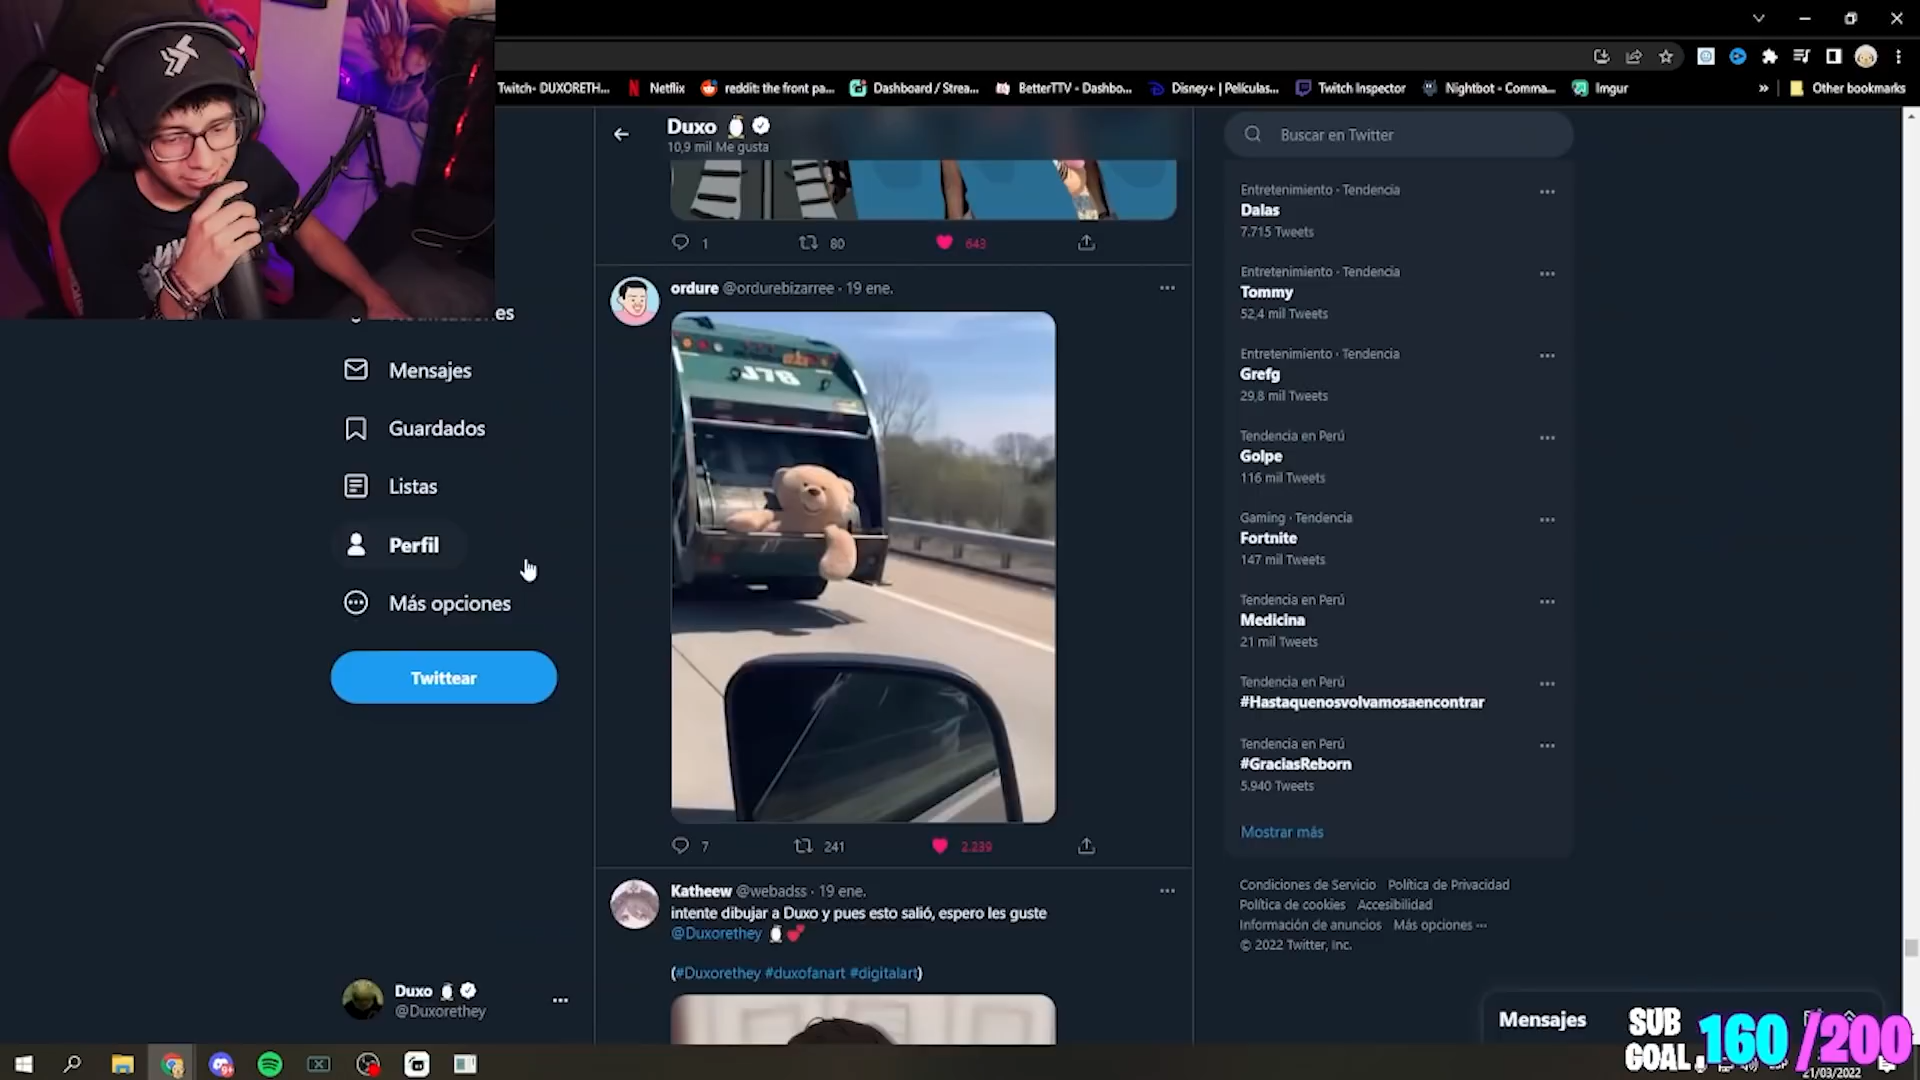 Twitch- DUXORETH...
Netflix
reddit: the front pa...
Dashboard / Strea...
BetterTTV - Dashbo...
Disney+ | Películas...
Twitch Inspector
Nightbot - Comma...
Imgur
»
Other bookmarks
Duxo
10,9 mil Me gusta
Buscar en Twitter
1
80
643
ordure @ordurebizarree · 19 ene.
J78
7
241
2.239
Katheew @webadss · 19 ene.
intente dibujar a Duxo y pues esto salió, espero les guste
@Duxorethey
(#Duxorethey #duxofanart #digitalart)
Mensajes
Guardados
Listas
Perfil
Más opciones
Twittear
Duxo
@Duxorethey
Entretenimiento · Tendencia
Dalas
7.715 Tweets
Entretenimiento · Tendencia
Tommy
52,4 mil Tweets
Entretenimiento · Tendencia
Grefg
29,8 mil Tweets
Tendencia en Perú
Golpe
116 mil Tweets
Gaming · Tendencia
Fortnite
147 mil Tweets
Tendencia en Perú
Medicina
21 mil Tweets
Tendencia en Perú
#Hastaquenosvolvamosaencontrar
Tendencia en Perú
#GraciasReborn
5.940 Tweets
Mostrar más
Condiciones de Servicio Política de Privacidad
Política de cookies Accesibilidad
Información de anuncios Más opciones ···
© 2022 Twitter, Inc.
Mensajes
SUB
GOAL
160 /200
21/03/2022